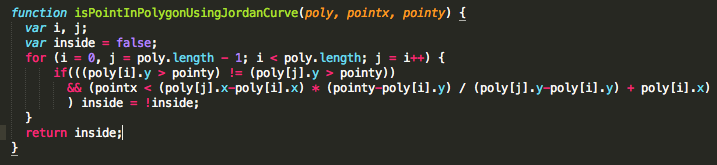 function isPointInPolygonUsingJordanCurve(poly, pointx, pointy) {
  var i, j;
  var inside = false;
  for (i = 0, j = poly.length - 1; i < poly.length; j = i++) {
      if(((poly[i].y > pointy) != (poly[j].y > pointy))
        && (pointx < (poly[j].x-poly[i].x) * (pointy-poly[i].y) / (poly[j].y-poly[i].y) + poly[i].x)
        ) inside = !inside;
  }
  return inside;
}